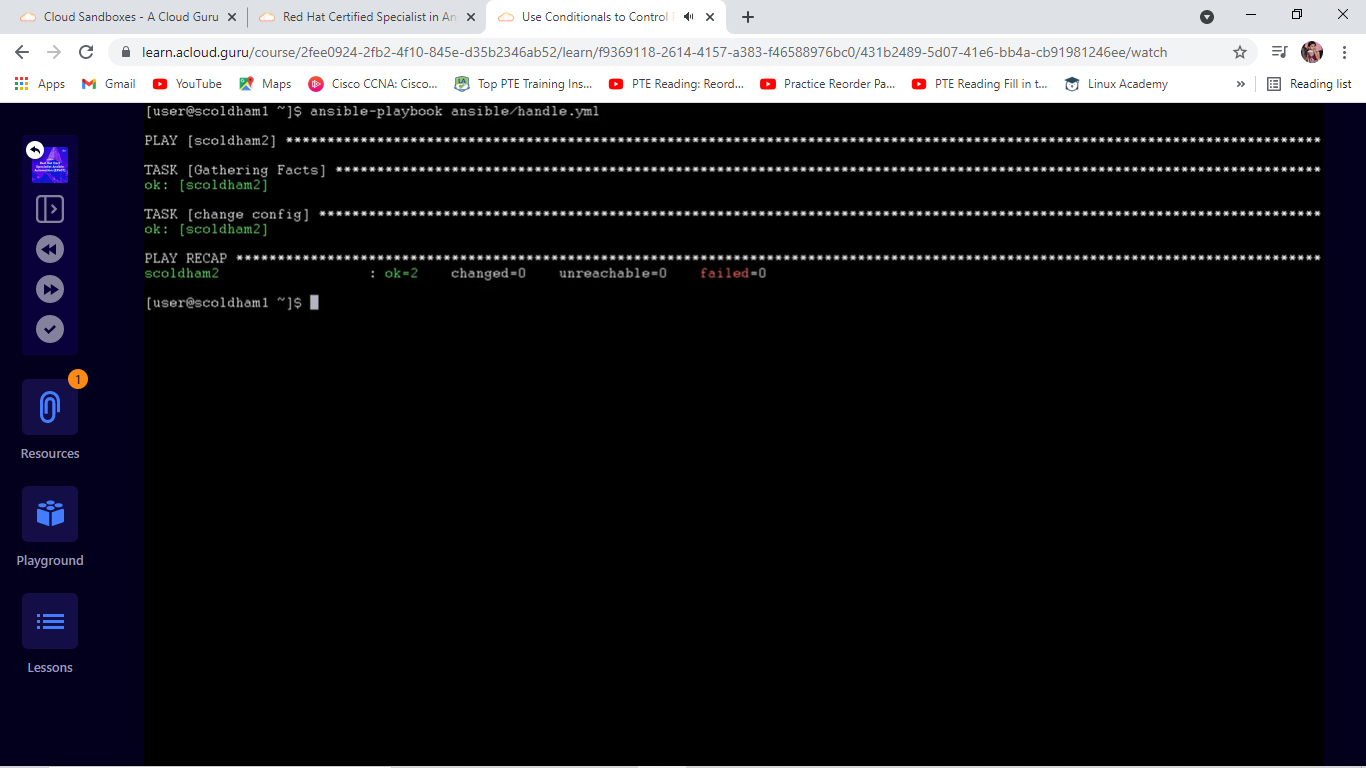 Cloud Sandboxes - A Cloud Guru
Red Hat Certified Specialist in An
Use Conditionals to Control
learn.acloud.guru/course/2fee0924-2fb2-4f10-845e-d35b2346ab52/learn/f9369118-2614-4157-a383-f46588976bc0/431b2489-5d07-41e6-bb4a-cb91981246ee/watch
Apps Gmail YouTube Maps Cisco CCNA: Cisco... Top PTE Training Ins... PTE Reading: Reord... Practice Reorder Pa... PTE Reading Fill in t... Linux Academy » Reading list
[user@scoldham1 ~]$ ansible-playbook ansible/handle.yml
PLAY [scoldham2] ****************************************************************************************************************************
TASK [Gathering Facts] **********************************************************************************************************************
ok: [scoldham2]
TASK [change config] ************************************************************************************************************************
ok: [scoldham2]
PLAY RECAP **********************************************************************************************************************************
scoldham2 : ok=2 changed=0 unreachable=0 failed=0
[user@scoldham1 ~]$
1
Resources
Playground
Lessons